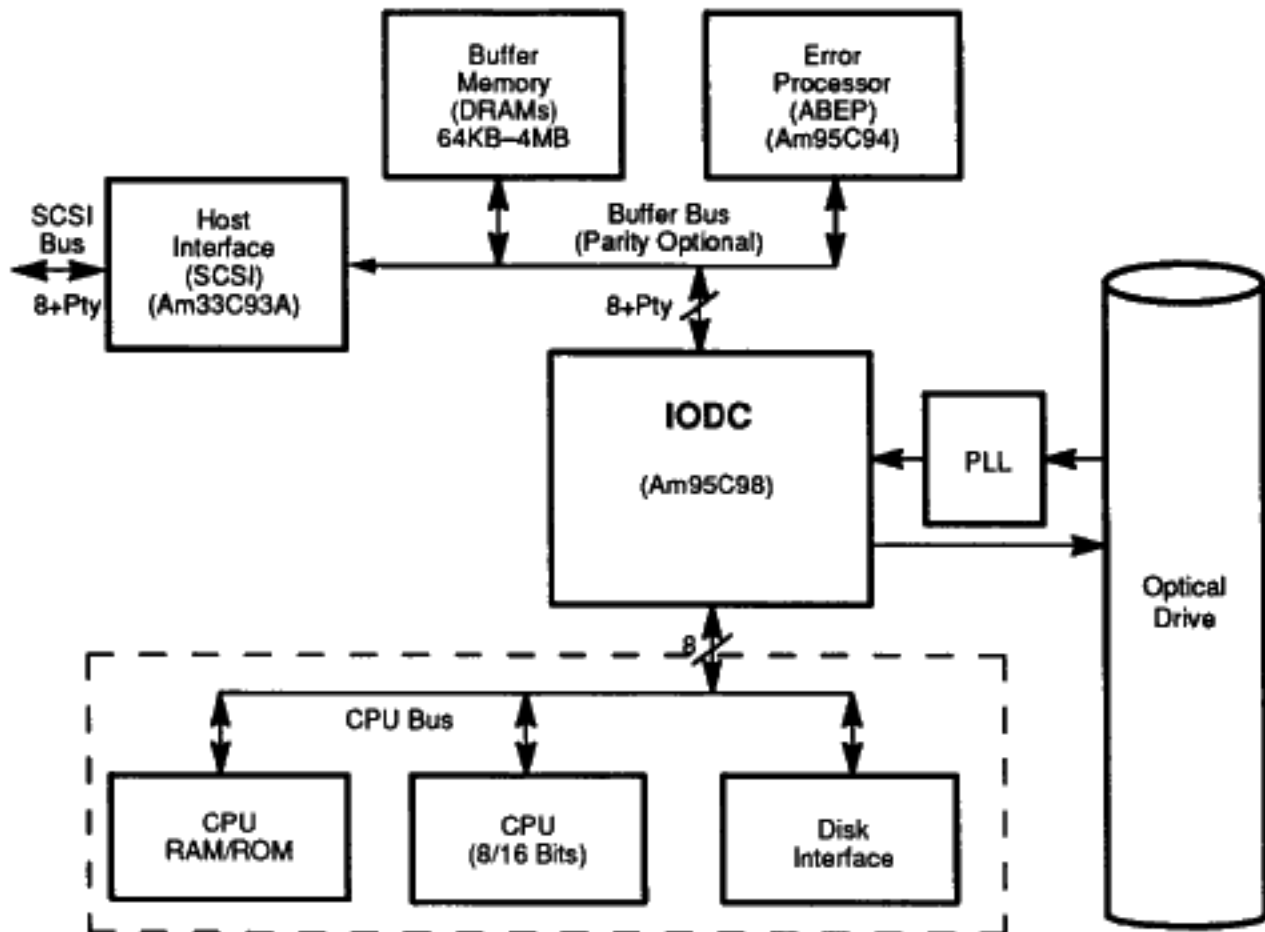 Buffer
Memory
(DRAMs)
64KB–4MB
Error
Processor
(ABEP)
(Am95C94)
SCSI
Bus
8+Pty
Host
Interface
(SCSI)
(Am33C93A)
Buffer Bus
(Parity Optional)
8+Pty
IODC
(Am95C98)
PLL
Optical
Drive
8
CPU Bus
CPU
RAM/ROM
CPU
(8/16 Bits)
Disk
Interface